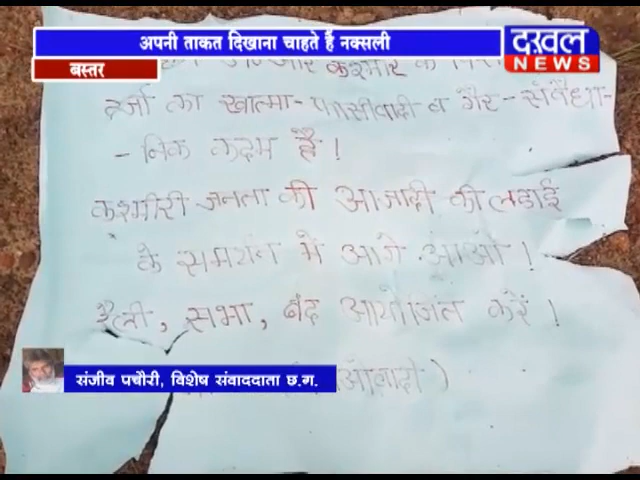 अपनी ताकत दिखाना चाहते हैं नक्सली
दख़ल
NEWS
बस्तर
कश्मीर के
दर्जा का खात्मा - फासीवादी व गैर - संवैधा -
- निक कदम है!
कश्मीरी जनता की आजादी की लडाई
के समर्थन में आगे आओ!
रैली, सभा, बंद आयोजित करें।
संजीव पचौरी, विशेष संवाददाता छ.ग.